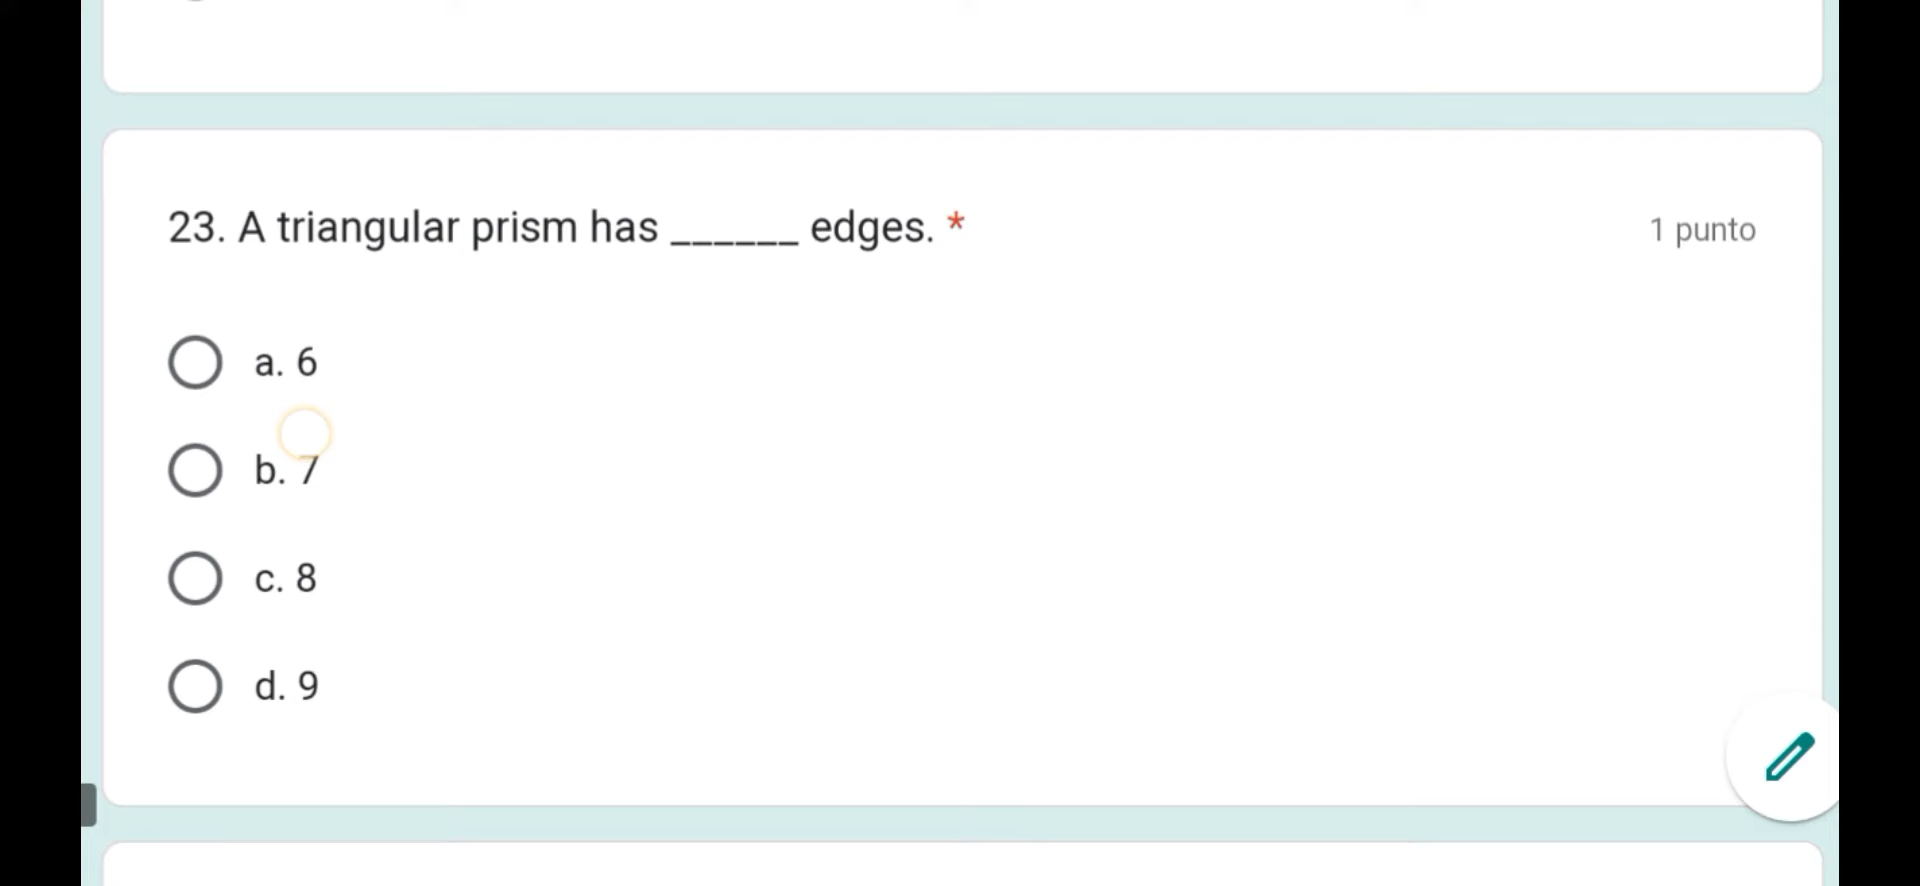 23. A triangular prism has ______ edges. *
1 punto
a. 6
b. 7
c. 8
d. 9